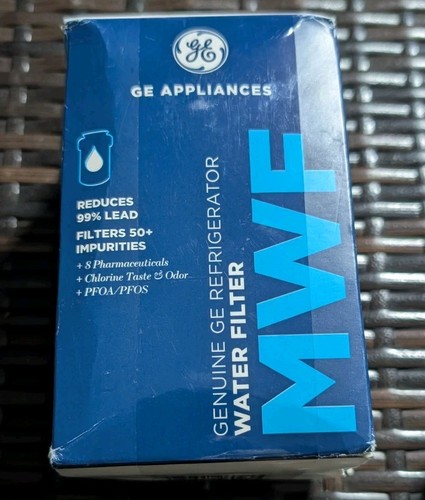 GE
GE APPLIANCES
REDUCES
99% LEAD
FILTERS 50+
IMPURITIES
+ 8 Pharmaceuticals
+ Chlorine Taste & Odor
+ PFOA/PFOS
GENUINE GE REFRIGERATOR
WATER FILTER
MWF